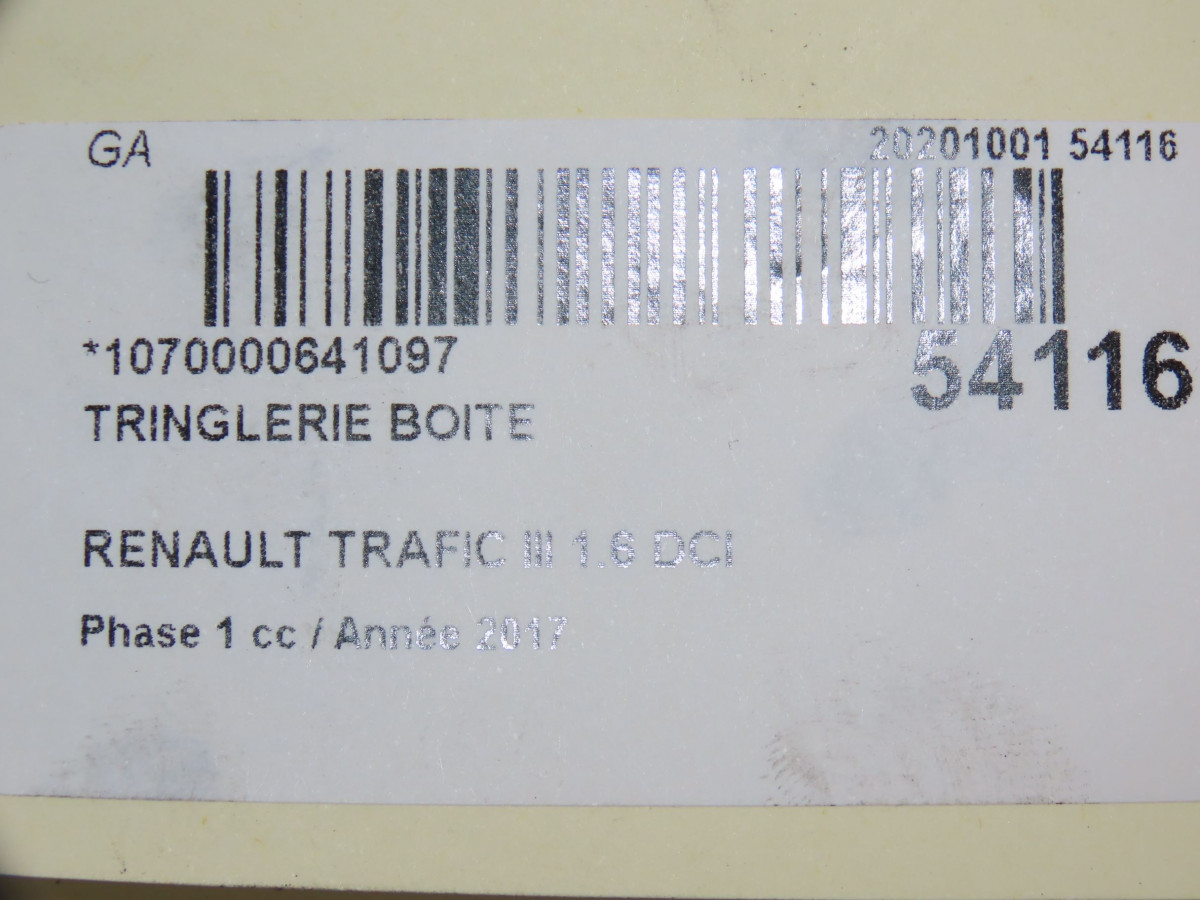 GA
20201001 54116
*1070000641097
54116
TRINGLERIE BOITE
RENAULT TRAFIC III 1.6 DCI
Phase 1 cc / Année 2017